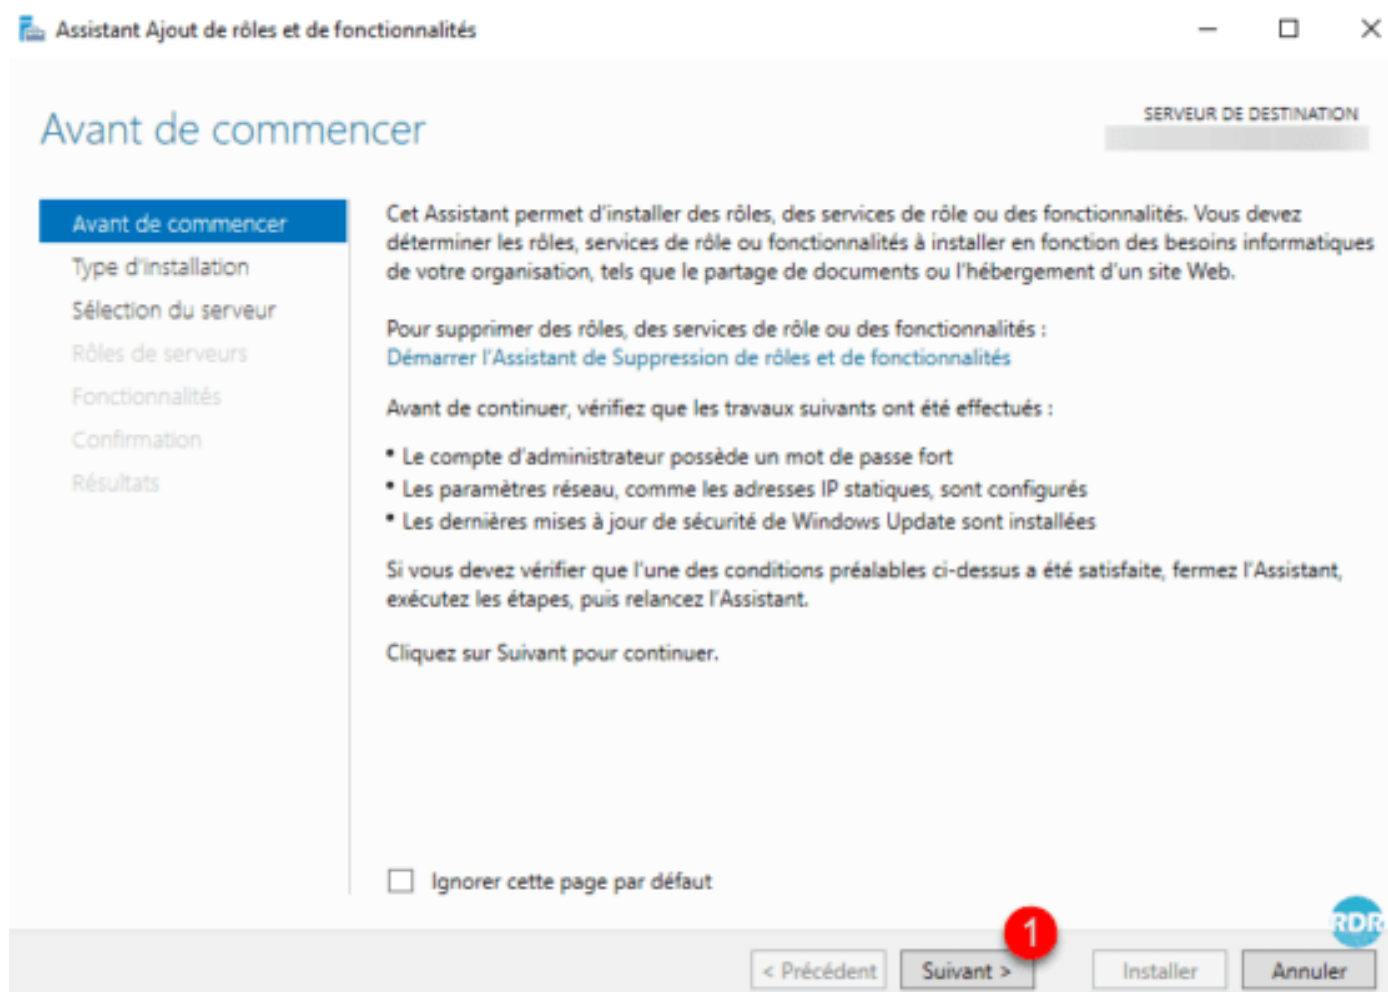 Assistant Ajout de rôles et de fonctionnalités
Avant de commencer
SERVEUR DE DESTINATION
Avant de commencer
Type d'installation
Sélection du serveur
Rôles de serveurs
Fonctionnalités
Confirmation
Résultats
Cet Assistant permet d'installer des rôles, des services de rôle ou des fonctionnalités. Vous devez
déterminer les rôles, services de rôle ou fonctionnalités à installer en fonction des besoins informatiques
de votre organisation, tels que le partage de documents ou l'hébergement d'un site Web.
Pour supprimer des rôles, des services de rôle ou des fonctionnalités :
Démarrer l'Assistant de Suppression de rôles et de fonctionnalités
Avant de continuer, vérifiez que les travaux suivants ont été effectués :
• Le compte d'administrateur possède un mot de passe fort
• Les paramètres réseau, comme les adresses IP statiques, sont configurés
• Les dernières mises à jour de sécurité de Windows Update sont installées
Si vous devez vérifier que l'une des conditions préalables ci-dessus a été satisfaite, fermez l'Assistant,
exécutez les étapes, puis relancez l'Assistant.
Cliquez sur Suivant pour continuer.
Ignorer cette page par défaut
1
RDR
< Précédent
Suivant >
Installer
Annuler